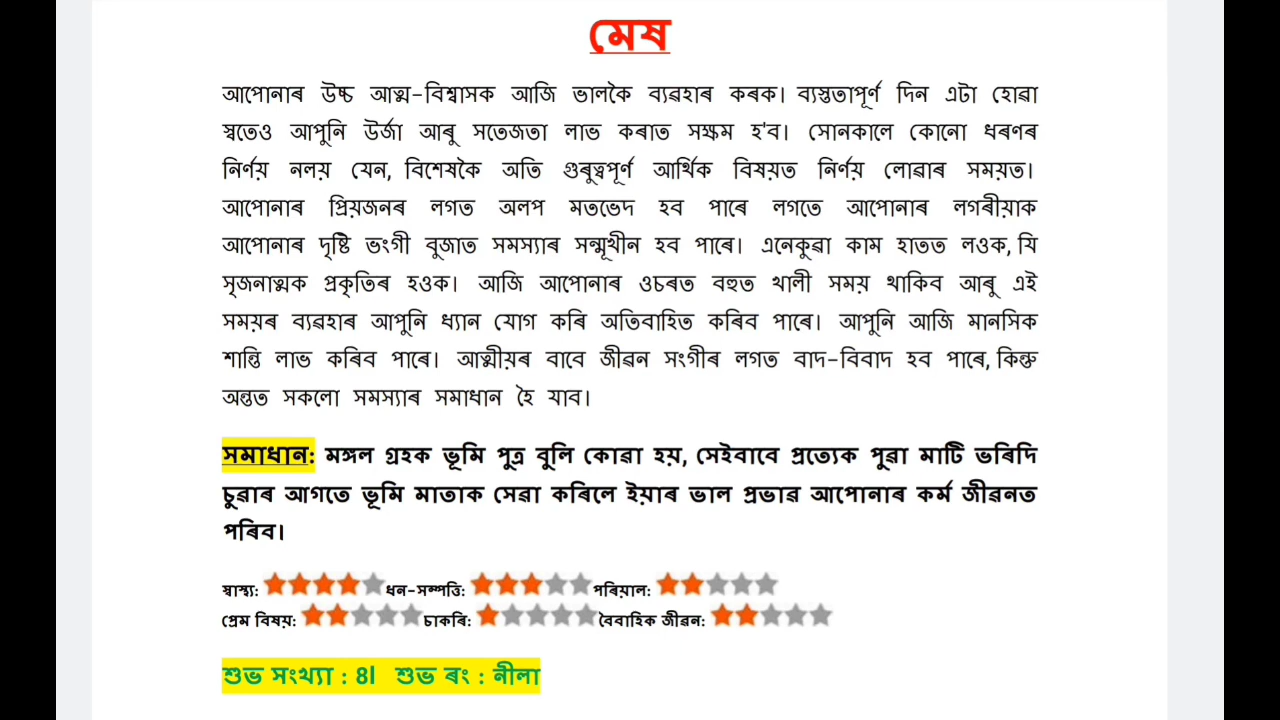 মেষ
আপোনাৰ উচ্চ আত্ম-বিশ্বাসক আজি ভালকৈ ব্যৱহাৰ কৰক। ব্যস্ততাপূৰ্ণ দিন এটা হোৱা
স্বতেও আপুনি উৰ্জা আৰু সতেজতা লাভ কৰাত সক্ষম হ'ব। সোনকালে কোনো ধৰণৰ
নিৰ্ণয় নলয় যেন, বিশেষকৈ অতি গুৰুত্বপূৰ্ণ আৰ্থিক বিষয়ত নিৰ্ণয় লোৱাৰ সময়ত।
আপোনাৰ প্ৰিয়জনৰ লগত অলপ মতভেদ হব পাৰে লগতে আপোনাৰ লগৰীয়াক
আপোনাৰ দৃষ্টি ভংগী বুজাত সমস্যাৰ সন্মূখীন হব পাৰে। এনেকুৱা কাম হাতত লওক, যি
সৃজনাত্মক প্ৰকৃতিৰ হওক। আজি আপোনাৰ ওচৰত বহুত খালী সময় থাকিব আৰু এই
সময়ৰ ব্যৱহাৰ আপুনি ধ্যান যোগ কৰি অতিবাহিত কৰিব পাৰে। আপুনি আজি মানসিক
শান্তি লাভ কৰিব পাৰে। আত্মীয়ৰ বাবে জীৱন সংগীৰ লগত বাদ-বিবাদ হব পাৰে, কিন্তু
অন্তত সকলো সমস্যাৰ সমাধান হৈ যাব।
সমাধান: মঙ্গল গ্ৰহক ভূমি পুত্ৰ বুলি কোৱা হয়, সেইবাবে প্ৰত্যেক পুৱা মাটি ভৰিদি
চুৱাৰ আগতে ভূমি মাতাক সেৱা কৰিলে ইয়াৰ ভাল প্ৰভাৱ আপোনাৰ কৰ্ম জীৱনত
পৰিব।
স্বাস্থ্য: ধন-সম্পত্তি: পৰিয়াল:
প্ৰেম বিষয়: চাকৰি: বৈবাহিক জীৱন:
শুভ সংখ্যা : 8। শুভ ৰং : নীলা